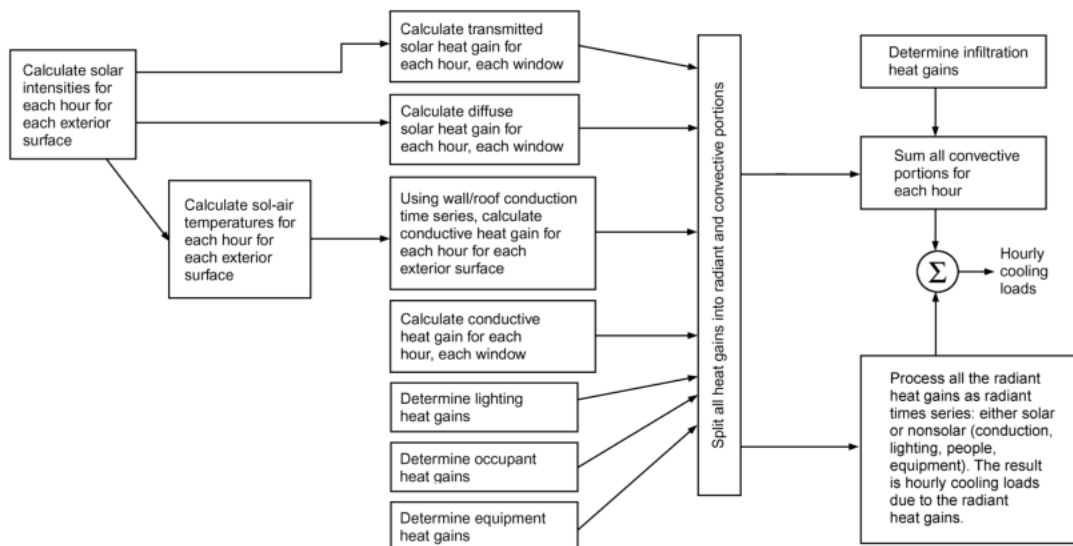 Calculate solar
intensities for
each hour for
each exterior
surface
Calculate transmitted
solar heat gain for
each hour, each window
Calculate diffuse
solar heat gain for
each hour, each window
Calculate sol-air
temperatures for
each hour for
each exterior
surface
Using wall/roof conduction
time series, calculate
conductive heat gain for
each hour for each
exterior surface
Calculate conductive
heat gain for each
hour, each window
Determine lighting
heat gains
Determine occupant
heat gains
Determine equipment
heat gains
Split all heat gains into radiant and convective portions
Determine infiltration
heat gains
Sum all convective
portions for
each hour
Σ
Hourly
cooling
loads
Process all the radiant
heat gains as radiant
times series: either solar
or nonsolar (conduction,
lighting, people,
equipment). The result
is hourly cooling loads
due to the radiant
heat gains.